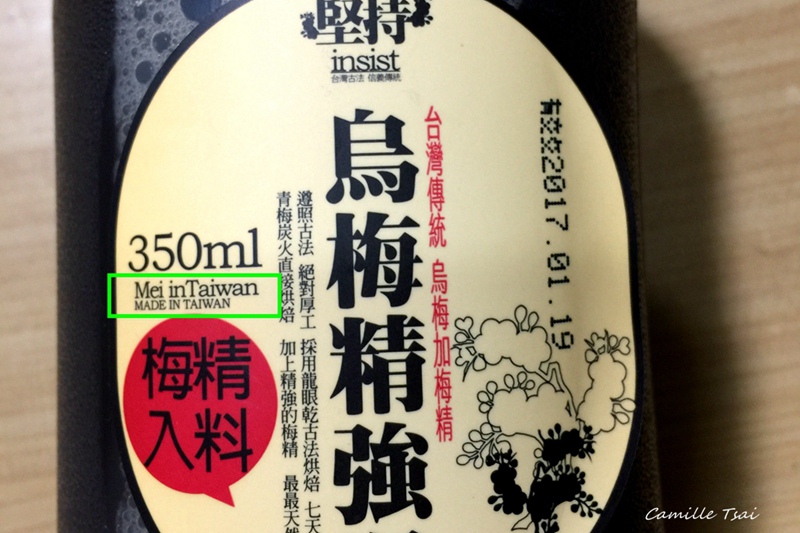 堅持
insist
台灣古法 信義傳統
烏梅精強
台灣傳統 烏梅加梅精
有效2017.01.19
遵照古法 絕對厚工 採用龍眼乾古法烘焙 七天
青梅炭火直接烘焙 加上精強的梅精 最最天然
350ml
Mei inTaiwan
MADE IN TAIWAN
梅精
入料
Camille Tsai